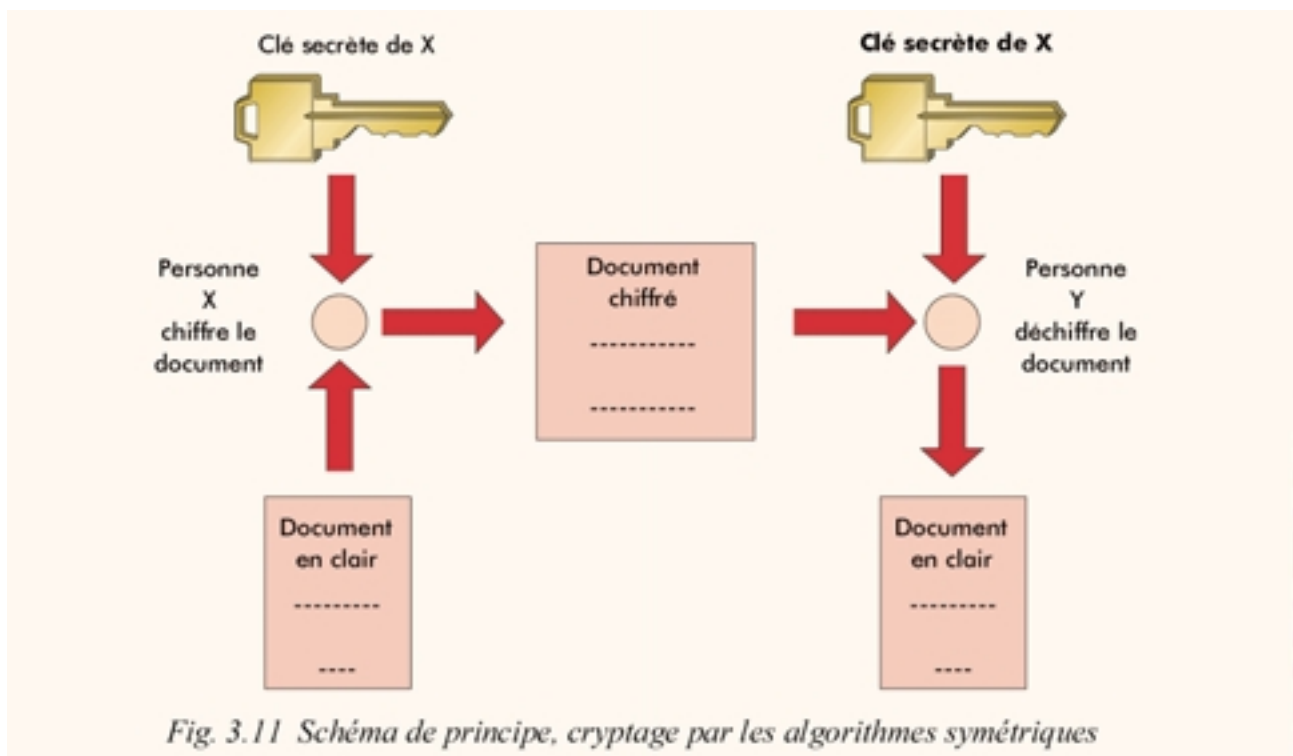 Clé secrète de X
Clé secrète de X
Personne
X
chiffre le
document
Document
chiffré
-----------
-----------
Personne
Y
déchiffre le
document
Document
en clair
---------
----
Document
en clair
---------
----
Fig. 3.11 Schéma de principe, cryptage par les algorithmes symétriques